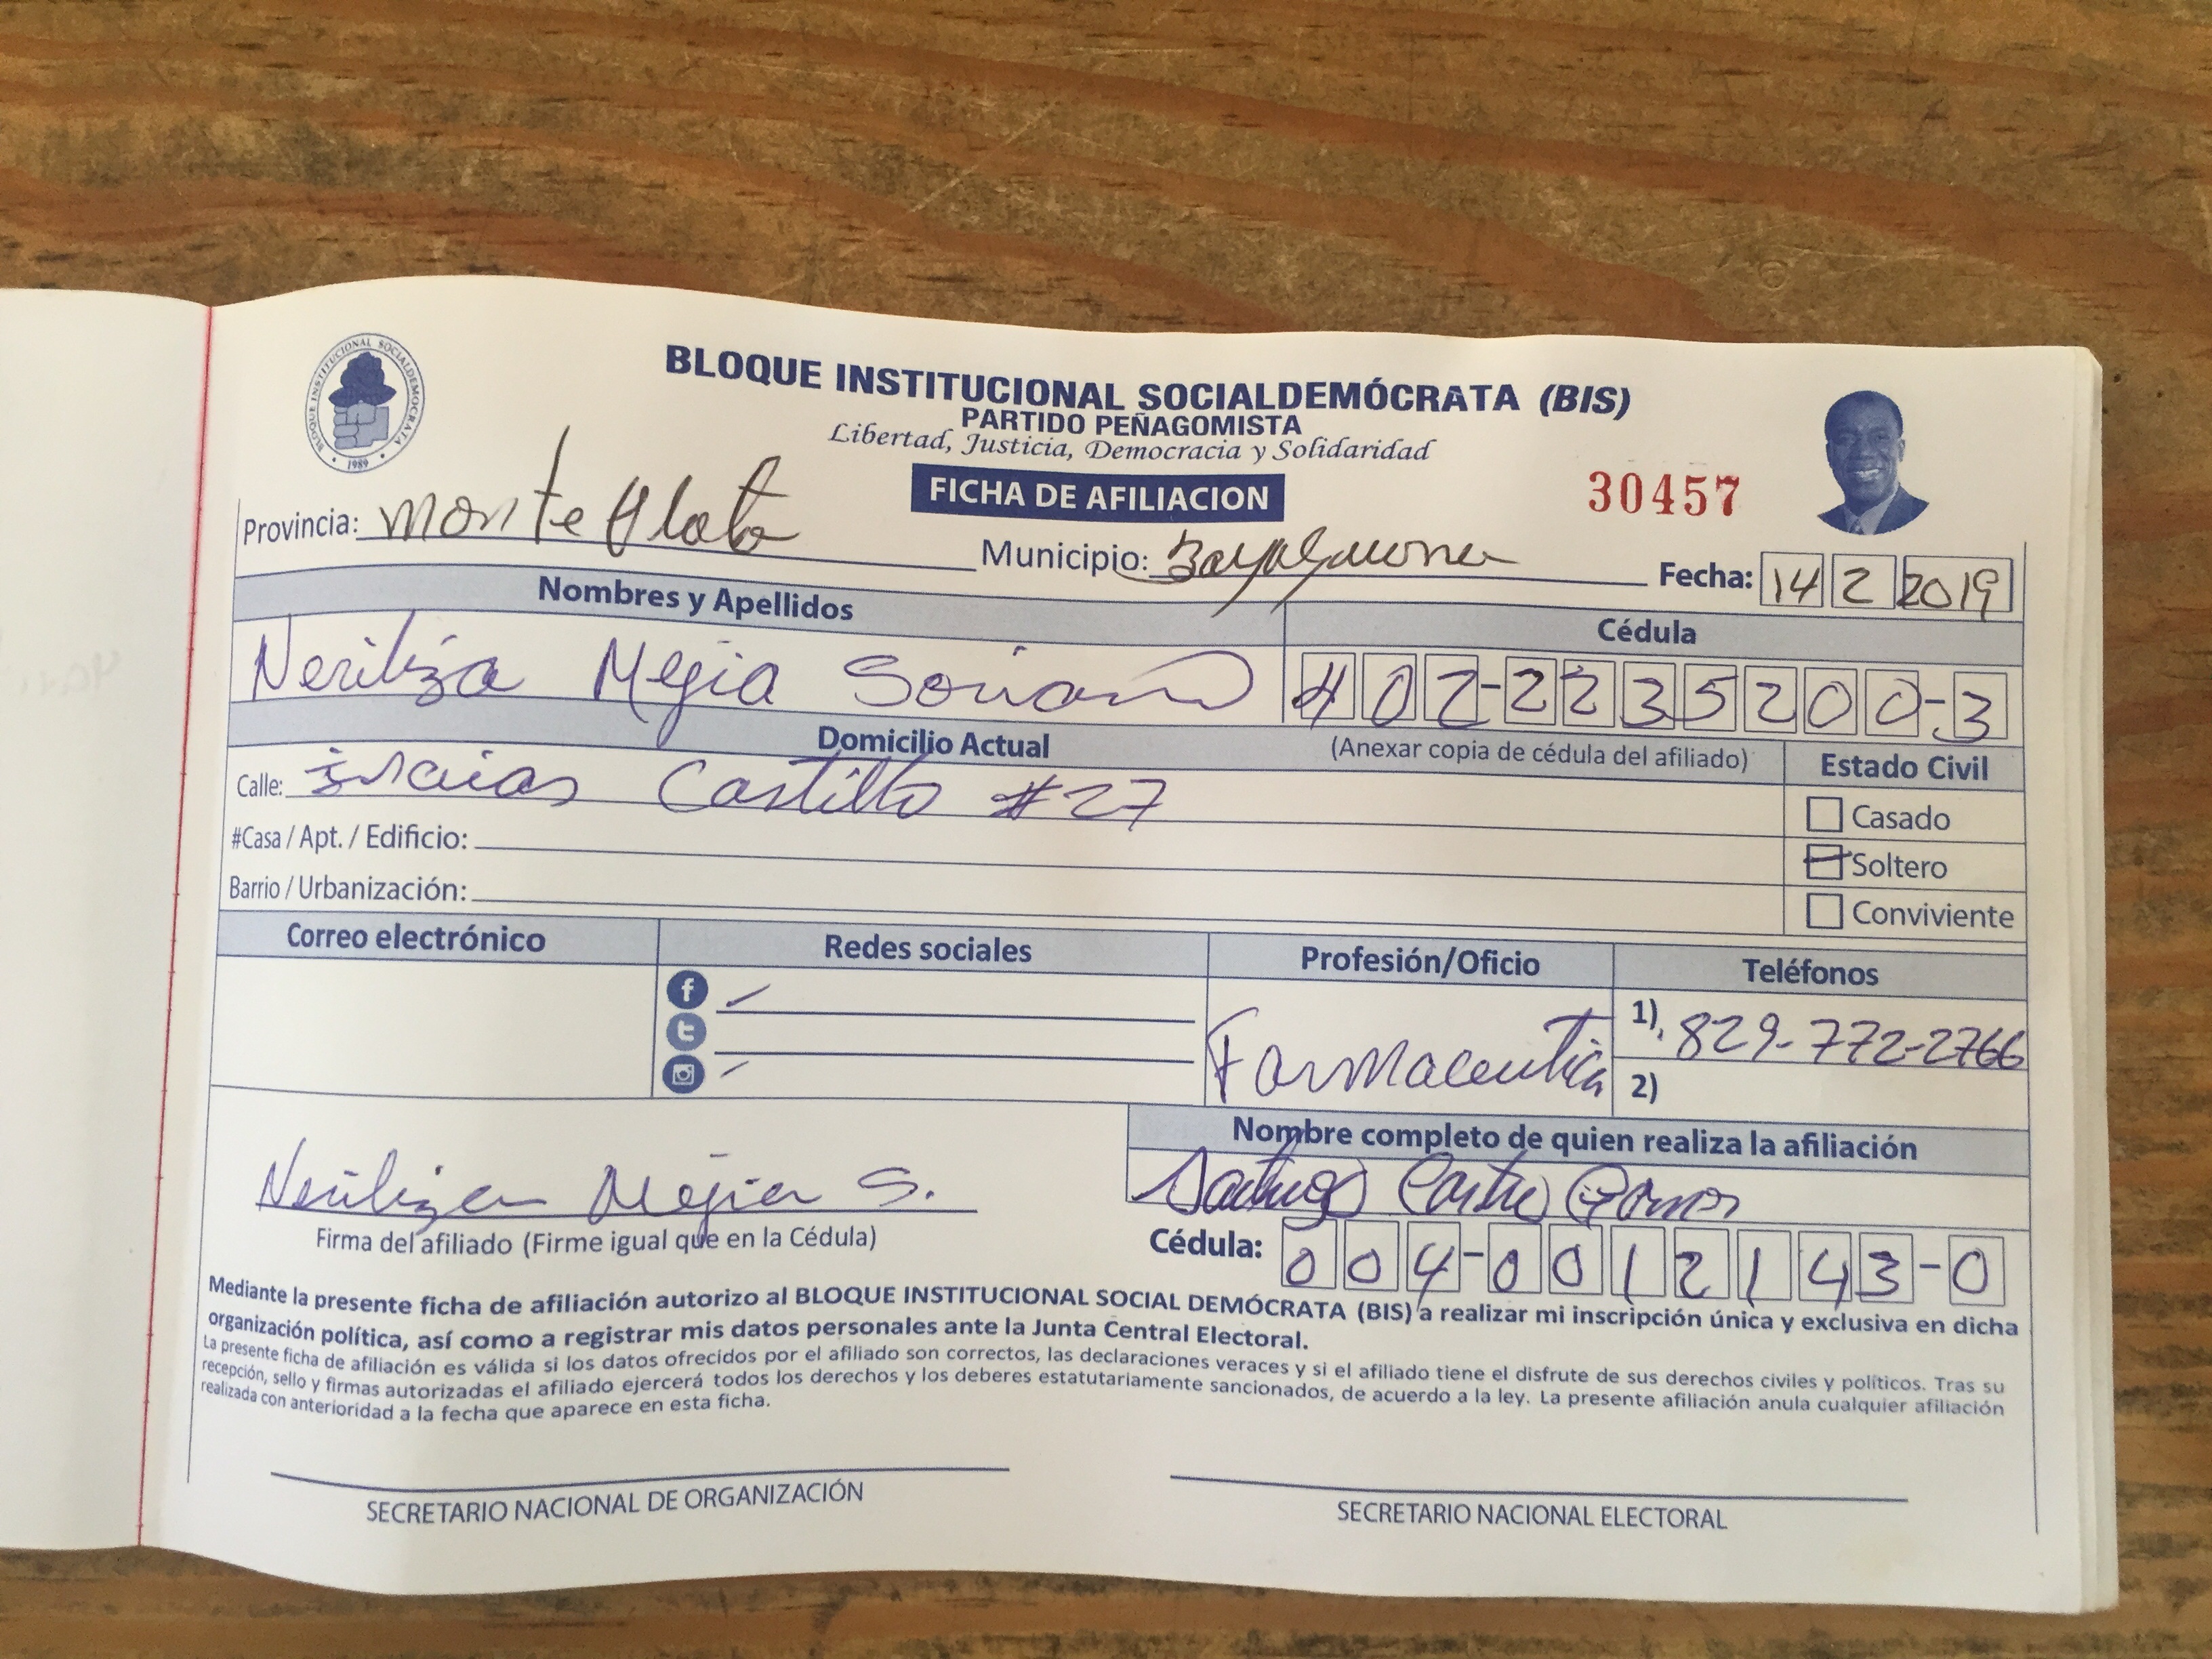 BLOQUE INSTITUCIONAL SOCIALDEMOCRATA
1989
BLOQUE INSTITUCIONAL SOCIALDEMÓCRATA (BIS)
PARTIDO PEÑAGOMISTA
Libertad, Justicia, Democracia y Solidaridad
FICHA DE AFILIACION
30457
Provincia: Monte Plata Municipio: Bayaguana Fecha: 14 2 2019
Nombres y Apellidos Cédula
Neriliza Mejia Soriano 402-2235200-3
Domicilio Actual (Anexar copia de cédula del afiliado) Estado Civil
Calle: isaias Castillo #27
Casado
#Casa / Apt. / Edificio:
Soltero
Barrio / Urbanización:
Conviviente
Correo electrónico Redes sociales Profesión/Oficio Teléfonos
Farmaceutica 1) 829-772-2766
2)
Nombre completo de quien realiza la afiliación
Neriliza Mejia S. Castro
Firma del afiliado (Firme igual que en la Cédula) Cédula: 004-0012143-0
Mediante la presente ficha de afiliación autorizo al BLOQUE INSTITUCIONAL SOCIAL DEMÓCRATA (BIS) a realizar mi inscripción única y exclusiva en dicha
organización política, así como a registrar mis datos personales ante la Junta Central Electoral.
La presente ficha de afiliación es válida si los datos ofrecidos por el afiliado son correctos, las declaraciones veraces y si el afiliado tiene el disfrute de sus derechos civiles y políticos. Tras su
recepción, sello y firmas autorizadas el afiliado ejercerá todos los derechos y los deberes estatutariamente sancionados, de acuerdo a la ley. La presente afiliación anula cualquier afiliación
realizada con anterioridad a la fecha que aparece en esta ficha.
SECRETARIO NACIONAL DE ORGANIZACIÓN SECRETARIO NACIONAL ELECTORAL